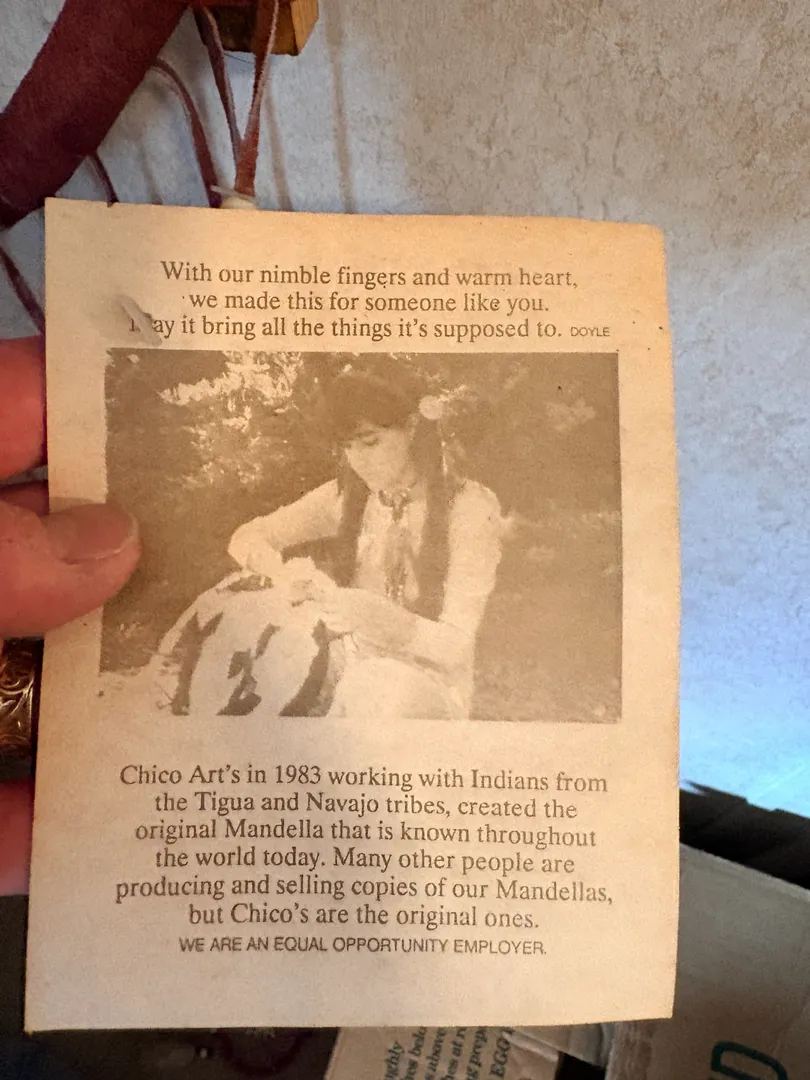 With our nimble fingers and warm heart,
we made this for someone like you.
May it bring all the things it's supposed to. DOYLE
Chico Art's in 1983 working with Indians from
the Tigua and Navajo tribes, created the
original Mandella that is known throughout
the world today. Many other people are
producing and selling copies of our Mandellas,
but Chico's are the original ones.
WE ARE AN EQUAL OPPORTUNITY EMPLOYER.